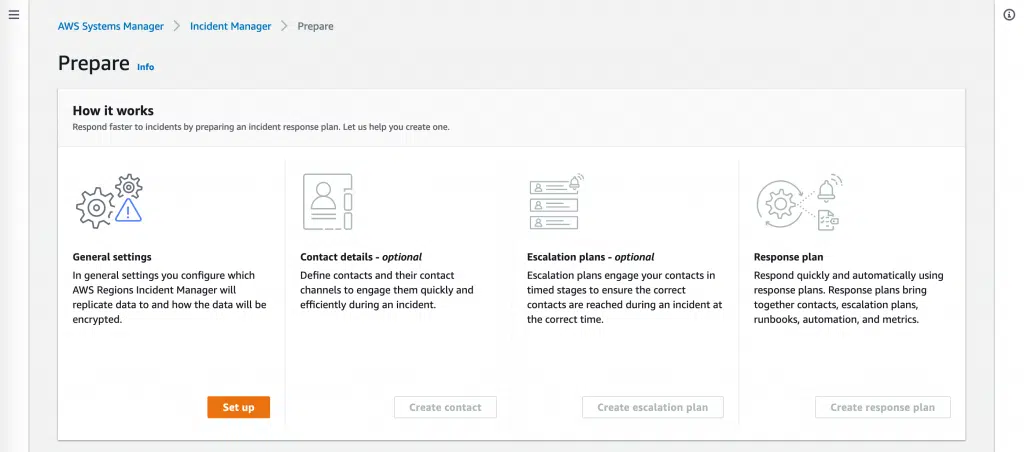 AWS Systems Manager > Incident Manager > Prepare
Prepare Info
How it works
Respond faster to incidents by preparing an incident response plan. Let us help you create one.
General settings
In general settings you configure which
AWS Regions Incident Manager will
replicate data to and how the data will be
encrypted.
Set up
Contact details - optional
Define contacts and their contact
channels to engage them quickly and
efficiently during an incident.
Create contact
Escalation plans - optional
Escalation plans engage your contacts in
timed stages to ensure the correct
contacts are reached during an incident at
the correct time.
Create escalation plan
Response plan
Respond quickly and automatically using
response plans. Response plans bring
together contacts, escalation plans,
runbooks, automation, and metrics.
Create response plan